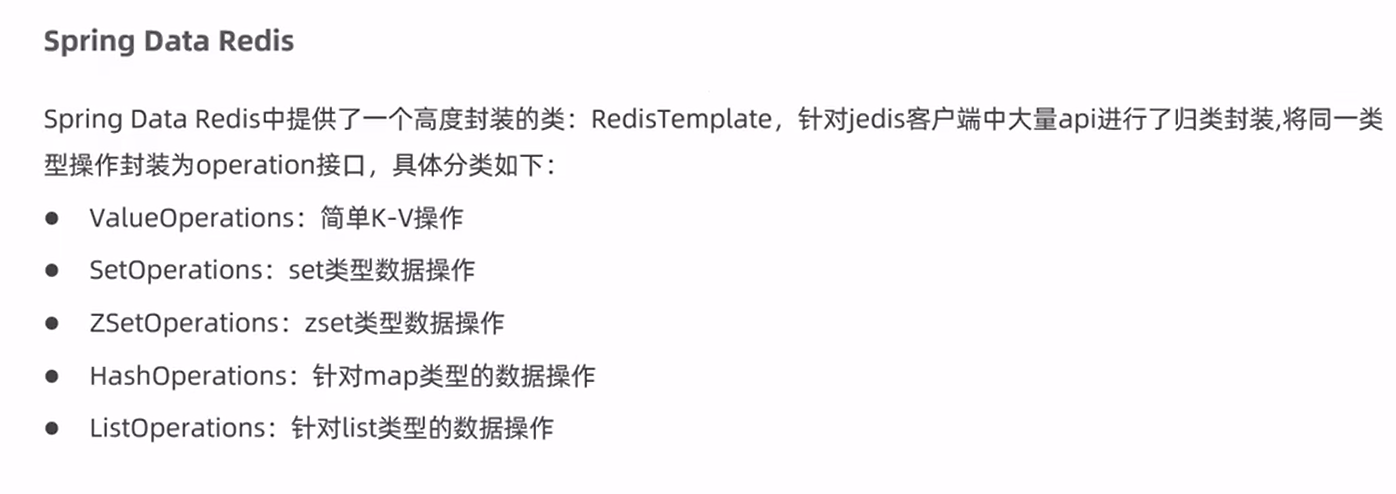 Spring Data Redis
Spring Data Redis中提供了一个高度封装的类：RedisTemplate，针对jedis客户端中大量api进行了归类封装,将同一类
型操作封装为operation接口，具体分类如下：
● ValueOperations：简单K-V操作
● SetOperations：set类型数据操作
● ZSetOperations：zset类型数据操作
● HashOperations：针对map类型的数据操作
● ListOperations：针对list类型的数据操作